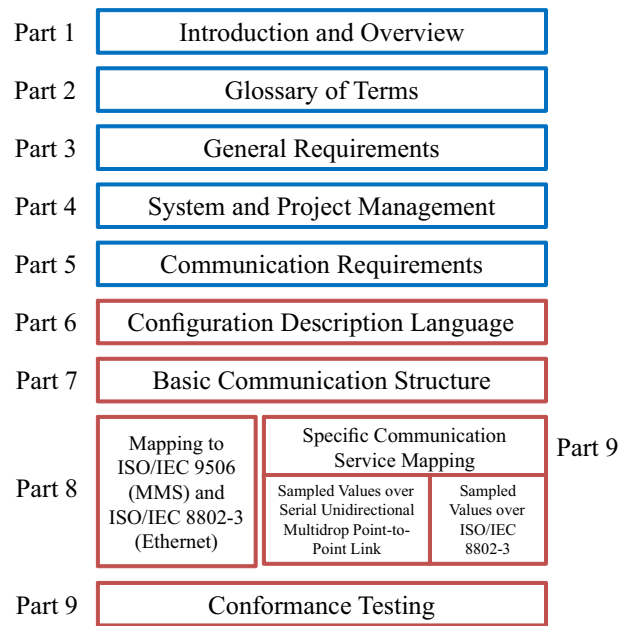 Part 1
Introduction and Overview
Part 2
Glossary of Terms
Part 3
General Requirements
Part 4
System and Project Management
Part 5
Communication Requirements
Part 6
Configuration Description Language
Part 7
Basic Communication Structure
Part 8
Mapping to
ISO/IEC 9506
(MMS) and
ISO/IEC 8802-3
(Ethernet)
Specific Communication
Service Mapping
Part 9
Sampled Values over
Serial Unidirectional
Multidrop Point-to-
Point Link
Sampled
Values over
ISO/IEC
8802-3
Part 9
Conformance Testing